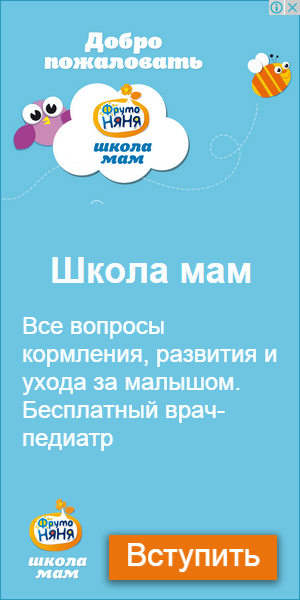 Добро
пожаловать
Фруто
НЯНЯ
школа
мам
Школа мам
Все вопросы
кормления, развития и
ухода за малышом.
Бесплатный врач-
педиатр
Фруто
НЯНЯ
школа
мам
Вступить